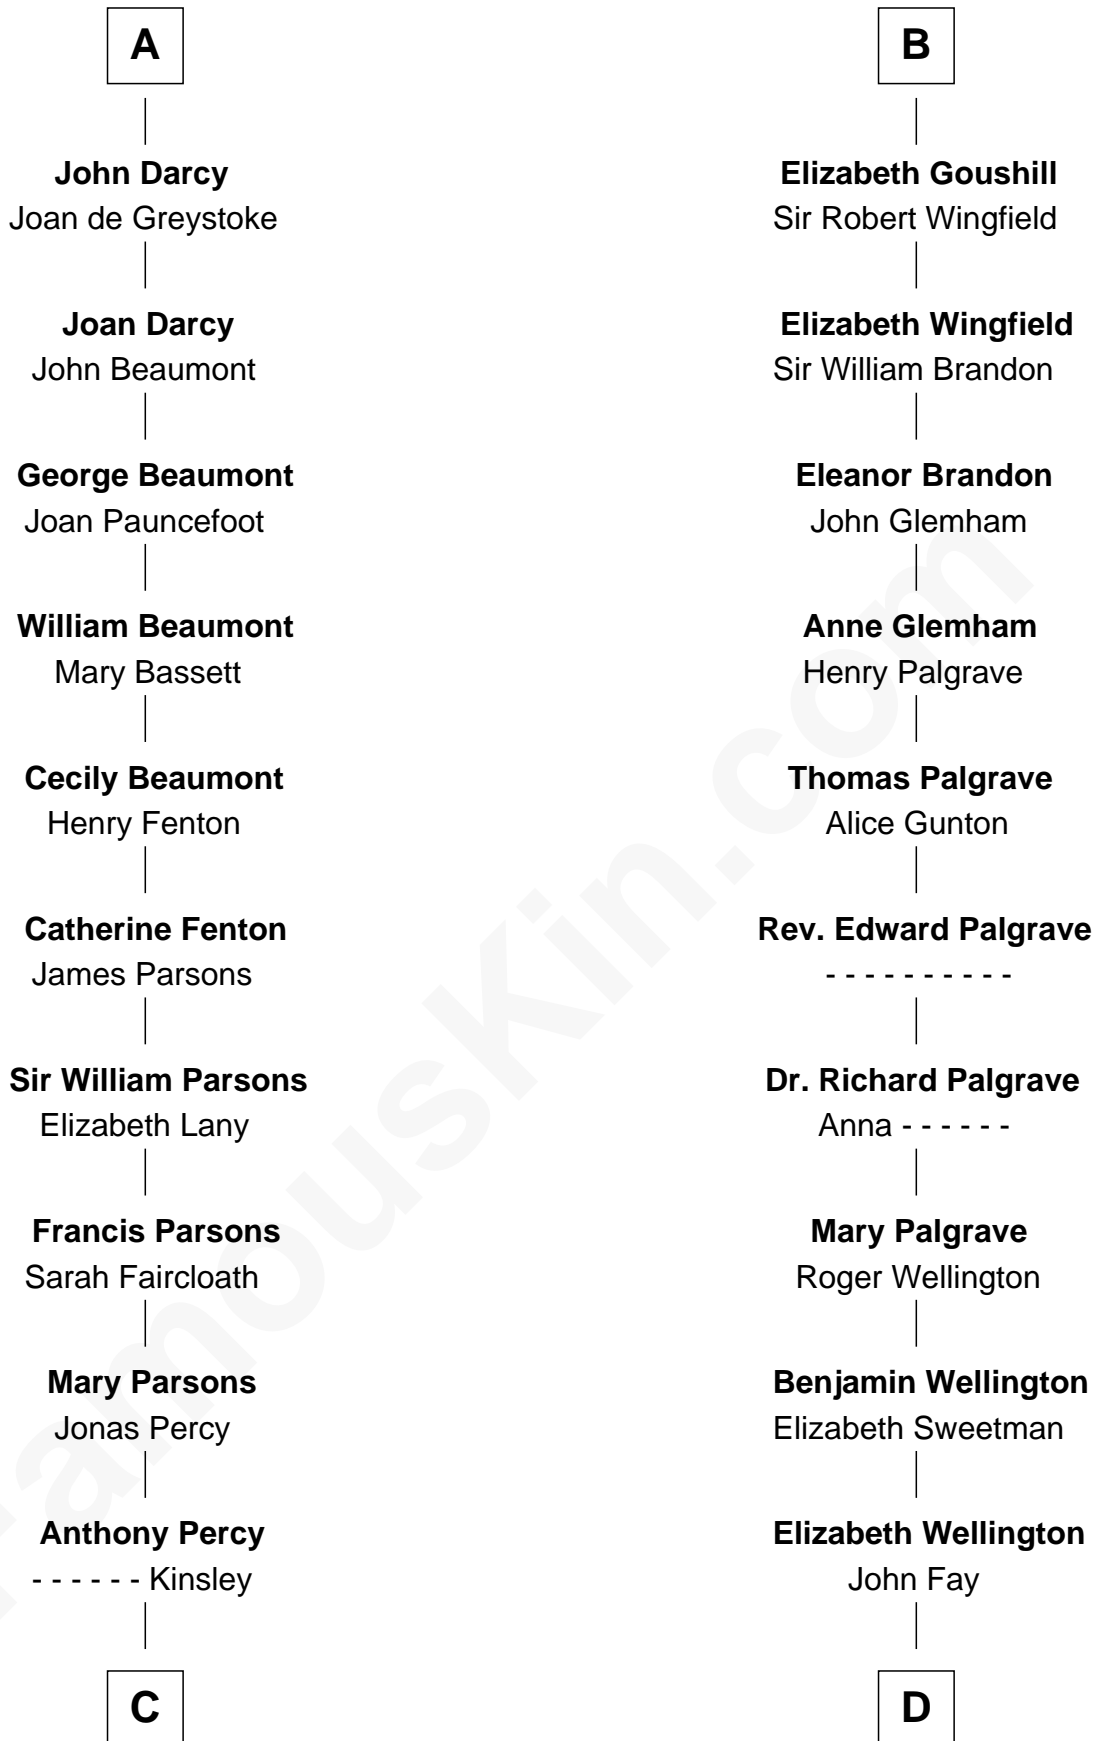 A
John Darcy
Joan de Greystoke
Joan Darcy
John Beaumont
George Beaumont
Joan Pauncefoot
William Beaumont
Mary Bassett
Cecily Beaumont
Henry Fenton
Catherine Fenton
James Parsons
Sir William Parsons
Elizabeth Lany
Francis Parsons
Sarah Faircloath
Mary Parsons
Jonas Percy
Anthony Percy
- - - - - - Kinsley
C
B
Elizabeth Goushill
Sir Robert Wingfield
Elizabeth Wingfield
Sir William Brandon
Eleanor Brandon
John Glemham
Anne Glemham
Henry Palgrave
Thomas Palgrave
Alice Gunton
Rev. Edward Palgrave
- - - - - - - - - -
Dr. Richard Palgrave
Anna - - - - - -
Mary Palgrave
Roger Wellington
Benjamin Wellington
Elizabeth Sweetman
Elizabeth Wellington
John Fay
D
FamousKin.com